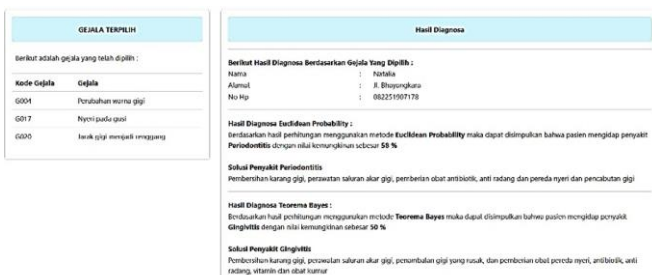 GEJALA TERPILIH
Berikut adalah gejala yang telah dipilih :
Kode Gejala Gejala
G004 Perubahan warna gigi
G017 Nyeri pada gusi
G020 Jarak gigi menjadi renggang
Hasil Diagnosa
Berikut Hasil Diagnosa Berdasarkan Gejala Yang Dipilih :
Nama : Natalia
Alamat : Jl. Bhayangkara
No Hp : 082251907178
Hasil Diagnosa Euclidean Probability :
Berdasarkan hasil perhitungan menggunakan metode Euclidean Probability maka dapat disimpulkan bahwa pasien mengidap penyakit
Periodontitis dengan nilai kemungkinan sebesar 58 %
Solusi Penyakit Periodontitis
Pembersihan karang gigi, perawatan saluran akar gigi, pemberian obat antibiotik, anti radang dan pereda nyeri dan pencabutan gigi
Hasil Diagnosa Teorema Bayes :
Berdasarkan hasil perhitungan menggunakan metode Teorema Bayes maka dapat disimpulkan bahwa pasien mengidap penyakit
Gingivitis dengan nilai kemungkinan sebesar 50 %
Solusi Penyakit Gingivitis
Pembersihan karang gigi, perawatan saluran akar gigi, penambalan gigi yang rusak, dan pemberian obat pereda nyeri, antibiotik, anti
radang, vitamin dan obat kumur